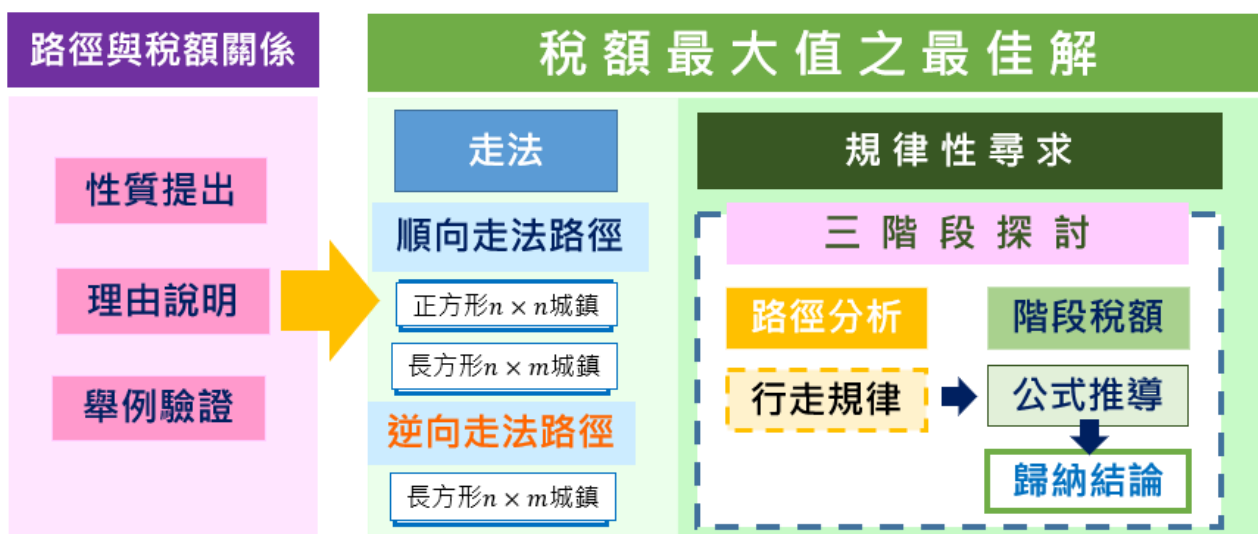 路徑與稅額關係
性質提出
理由說明
舉例驗證
稅額最大值之最佳解
走法
順向走法路徑
正方形n × n城鎮
長方形n × m城鎮
逆向走法路徑
長方形n × m城鎮
規律性尋求
三階段探討
路徑分析
階段稅額
行走規律
公式推導
歸納結論